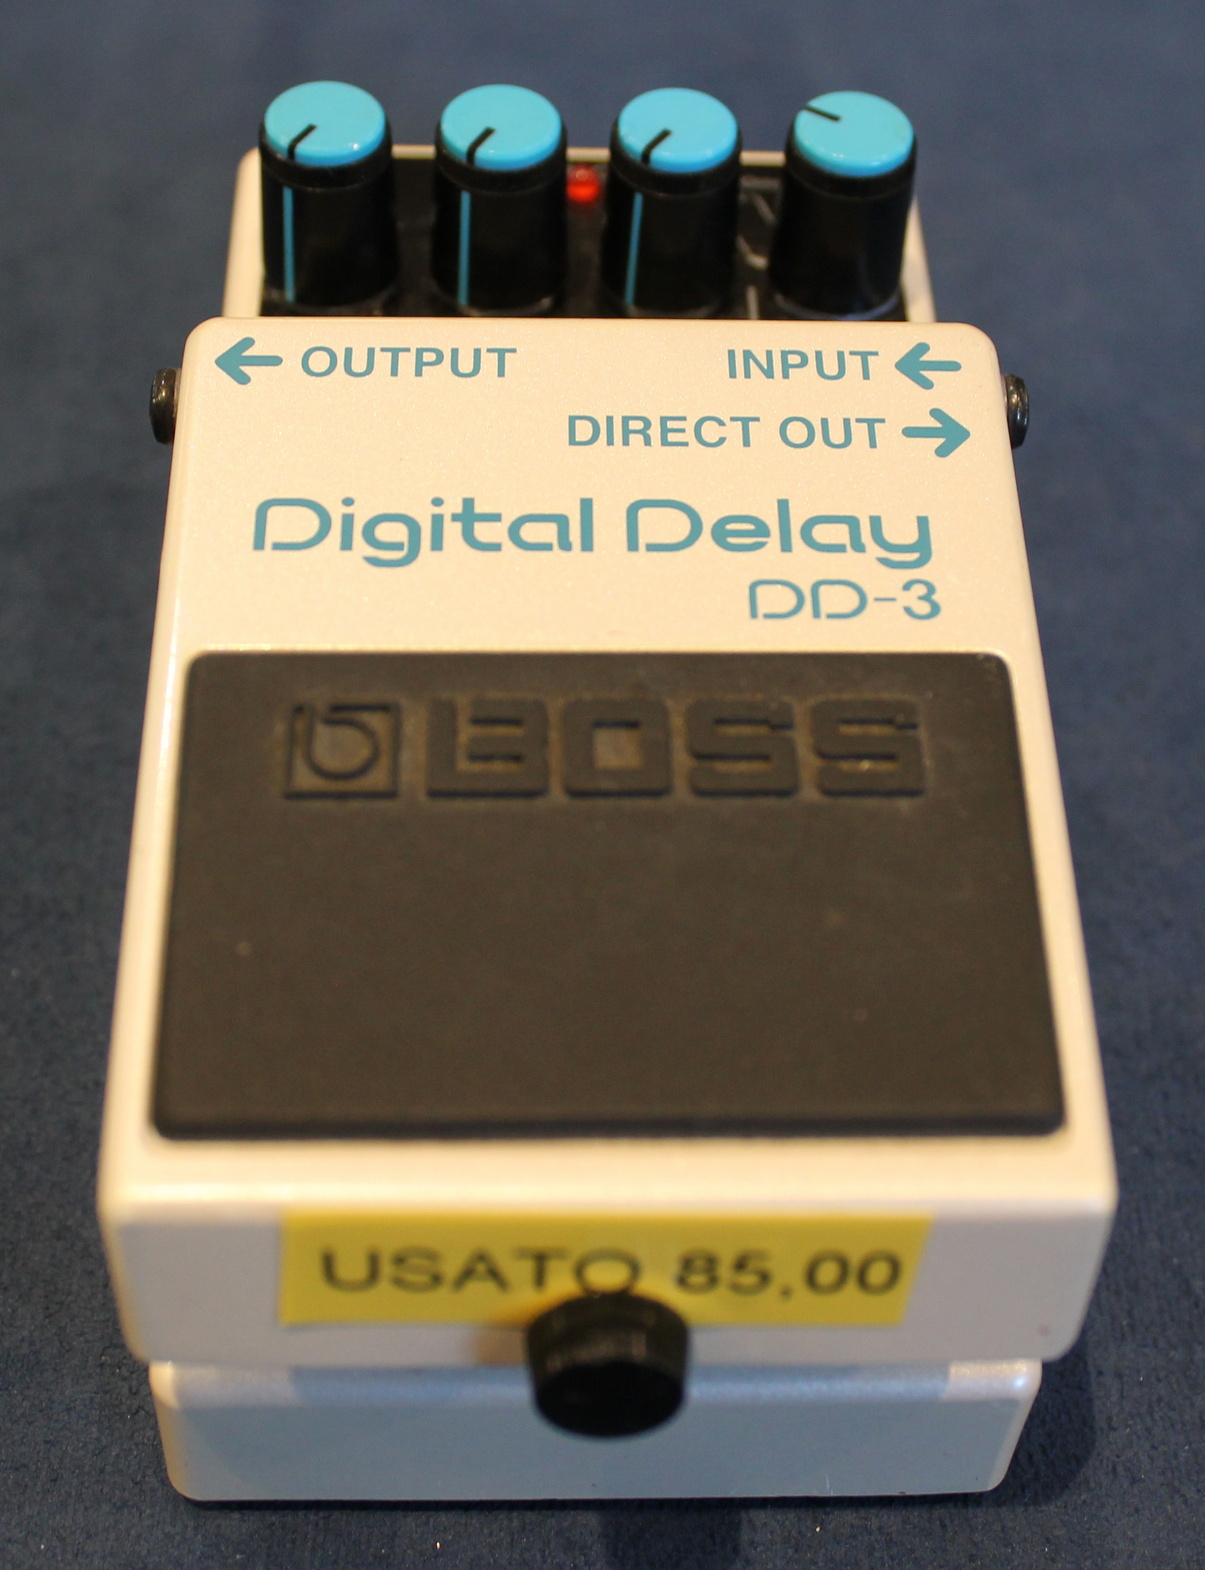 ← OUTPUT INPUT ←
DIRECT OUT →
Digital Delay
DD-3
BOSS
USATO 85,00